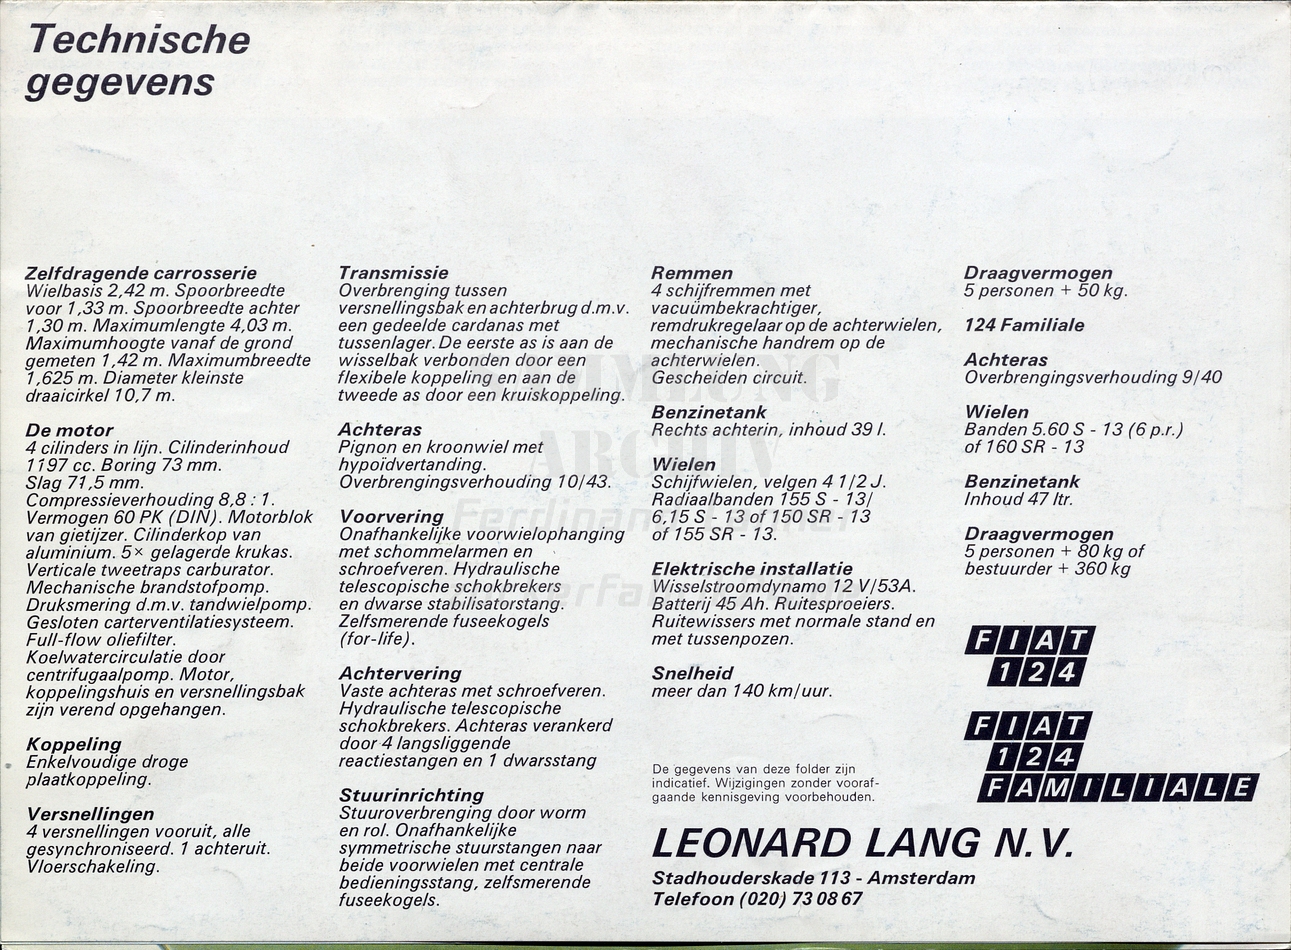 Technische
gegevens
Zelfdragende carrosserie
Wielbasis 2,42 m. Spoorbreedte
voor 1,33 m. Spoorbreedte achter
1,30 m. Maximumlengte 4,03 m.
Maximumhoogte vanaf de grond
gemeten 1,42 m. Maximumbreedte
1,625 m. Diameter kleinste
draaicirkel 10,7 m.
De motor
4 cilinders in lijn. Cilinderinhoud
1197 cc. Boring 73 mm.
Slag 71,5 mm.
Compressieverhouding 8,8 : 1.
Vermogen 60 PK (DIN). Motorblok
van gietijzer. Cilinderkop van
aluminium. 5× gelagerde krukas.
Verticale tweetraps carburator.
Mechanische brandstofpomp.
Druksmering d.m.v. tandwielpomp.
Gesloten carterventilatiesysteem.
Full-flow oliefilter.
Koelwatercirculatie door
centrifugaalpomp. Motor,
koppelingshuis en versnellingsbak
zijn verend opgehangen.
Koppeling
Enkelvoudige droge
plaatkoppeling.
Versnellingen
4 versnellingen vooruit, alle
gesynchroniseerd. 1 achteruit.
Vloerschakeling.
Transmissie
Overbrenging tussen
versnellingsbak en achterbrug d.m.v.
een gedeelde cardanas met
tussenlager. De eerste as is aan de
wisselbak verbonden door een
flexibele koppeling en aan de
tweede as door een kruiskoppeling.
Achteras
Pignon en kroonwiel met
hypoïdvertanding.
Overbrengingsverhouding 10/43.
Voorvering
Onafhankelijke voorwielophanging
met schommelarmen en
schroefveren. Hydraulische
telescopische schokbrekers
en dwarse stabilisatorstang.
Zelfsmerende fuseekogels
(for-life).
Achtervering
Vaste achteras met schroefveren.
Hydraulische telescopische
schokbrekers. Achteras verankerd
door 4 langsliggende
reactiestangen en 1 dwarsstang
Stuurinrichting
Stuuroverbrenging door worm
en rol. Onafhankelijke
symmetrische stuurstangen naar
beide voorwielen met centrale
bedieningsstang, zelfsmerende
fuseekogels.
Remmen
4 schijfremmen met
vacuümbekrachtiger,
remdrukregelaar op de achterwielen,
mechanische handrem op de
achterwielen.
Gescheiden circuit.
Benzinetank
Rechts achterin, inhoud 39 l.
Wielen
Schijfwielen, velgen 4 1/2 J.
Radiaalbanden 155 S - 13/
6,15 S - 13 of 150 SR - 13
of 155 SR - 13.
Elektrische installatie
Wisselstroomdynamo 12 V/53A.
Batterij 45 Ah. Ruitesproeiers.
Ruitewissers met normale stand en
met tussenpozen.
Snelheid
meer dan 140 km/uur.
De gegevens van deze folder zijn
indicatief. Wijzigingen zonder vooraf-
gaande kennisgeving voorbehouden.
LEONARD LANG N.V.
Stadhouderskade 113 - Amsterdam
Telefoon (020) 73 08 67
Draagvermogen
5 personen + 50 kg.
124 Familiale
Achteras
Overbrengingsverhouding 9/40
Wielen
Banden 5.60 S - 13 (6 p.r.)
of 160 SR - 13
Benzinetank
Inhoud 47 ltr.
Draagvermogen
5 personen + 80 kg of
bestuurder + 360 kg
FIAT
124
FIAT
124
FAMILIALE
SAMMLUNG
ARCHIV